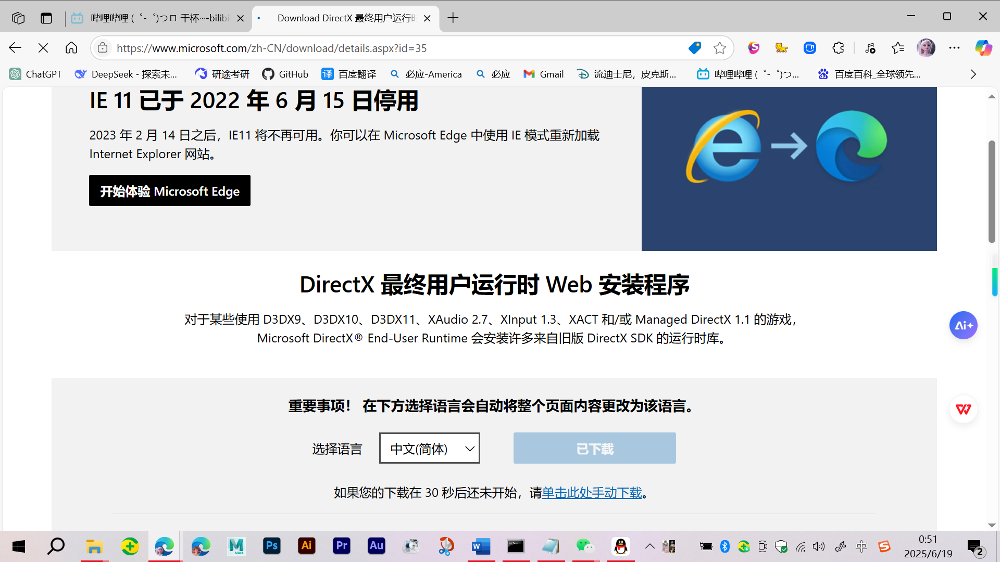 哔哩哔哩 (゜-゜)つロ 干杯~-bilibi
Download DirectX 最终用户运行时
https://www.microsoft.com/zh-CN/download/details.aspx?id=35
ChatGPT
DeepSeek - 探索未...
研途考研
GitHub
译 百度翻译
必应-America
必应
Gmail
流迪士尼，皮克斯...
哔哩哔哩 (゜-゜)つ...
百度百科_全球领先...
IE 11 已于 2022 年 6 月 15 日停用
2023 年 2 月 14 日之后，IE11 将不再可用。你可以在 Microsoft Edge 中使用 IE 模式重新加载
Internet Explorer 网站。
开始体验 Microsoft Edge
DirectX 最终用户运行时 Web 安装程序
对于某些使用 D3DX9、D3DX10、D3DX11、XAudio 2.7、XInput 1.3、XACT 和/或 Managed DirectX 1.1 的游戏，
Microsoft DirectX® End-User Runtime 会安装许多来自旧版 DirectX SDK 的运行时库。
Ai+
重要事项！ 在下方选择语言会自动将整个页面内容更改为该语言。
选择语言
中文(简体)
已下载
如果您的下载在 30 秒后还未开始，请单击此处手动下载。
M MAYA
Ps
Ai
Pr
Au
W
中
S
0:51
2025/6/19
2